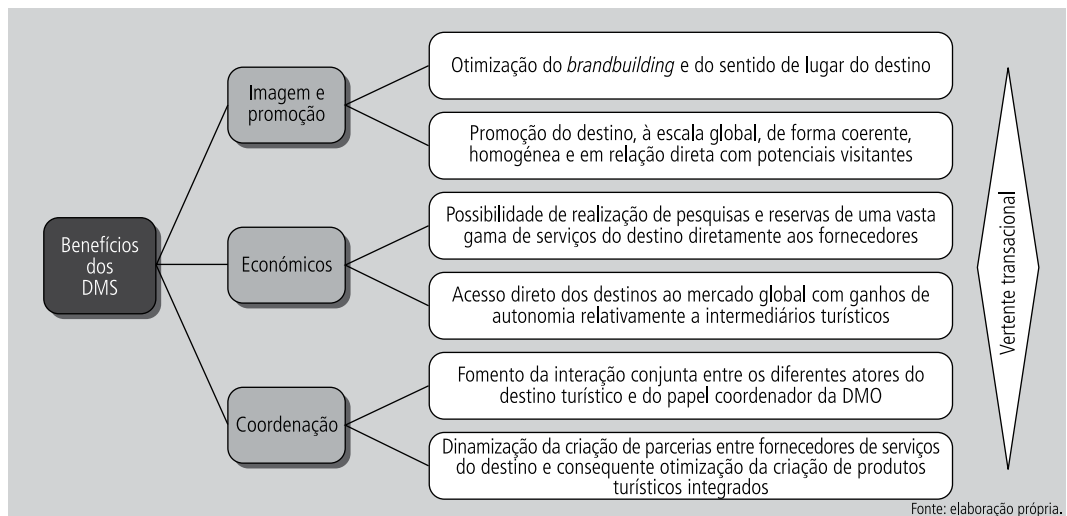 Benefícios
dos
DMS
Imagem e
promoção
Otimização do brandbuilding e do sentido de lugar do destino
Promoção do destino, à escala global, de forma coerente,
homogénea e em relação direta com potenciais visitantes
Económicos
Possibilidade de realização de pesquisas e reservas de uma vasta
gama de serviços do destino diretamente aos fornecedores
Acesso direto dos destinos ao mercado global com ganhos de
autonomia relativamente a intermediários turísticos
Coordenação
Fomento da interação conjunta entre os diferentes atores do
destino turístico e do papel coordenador da DMO
Dinamização da criação de parcerias entre fornecedores de serviços
do destino e consequente otimização da criação de produtos
turísticos integrados
Vertente transacional
Fonte: elaboração própria.